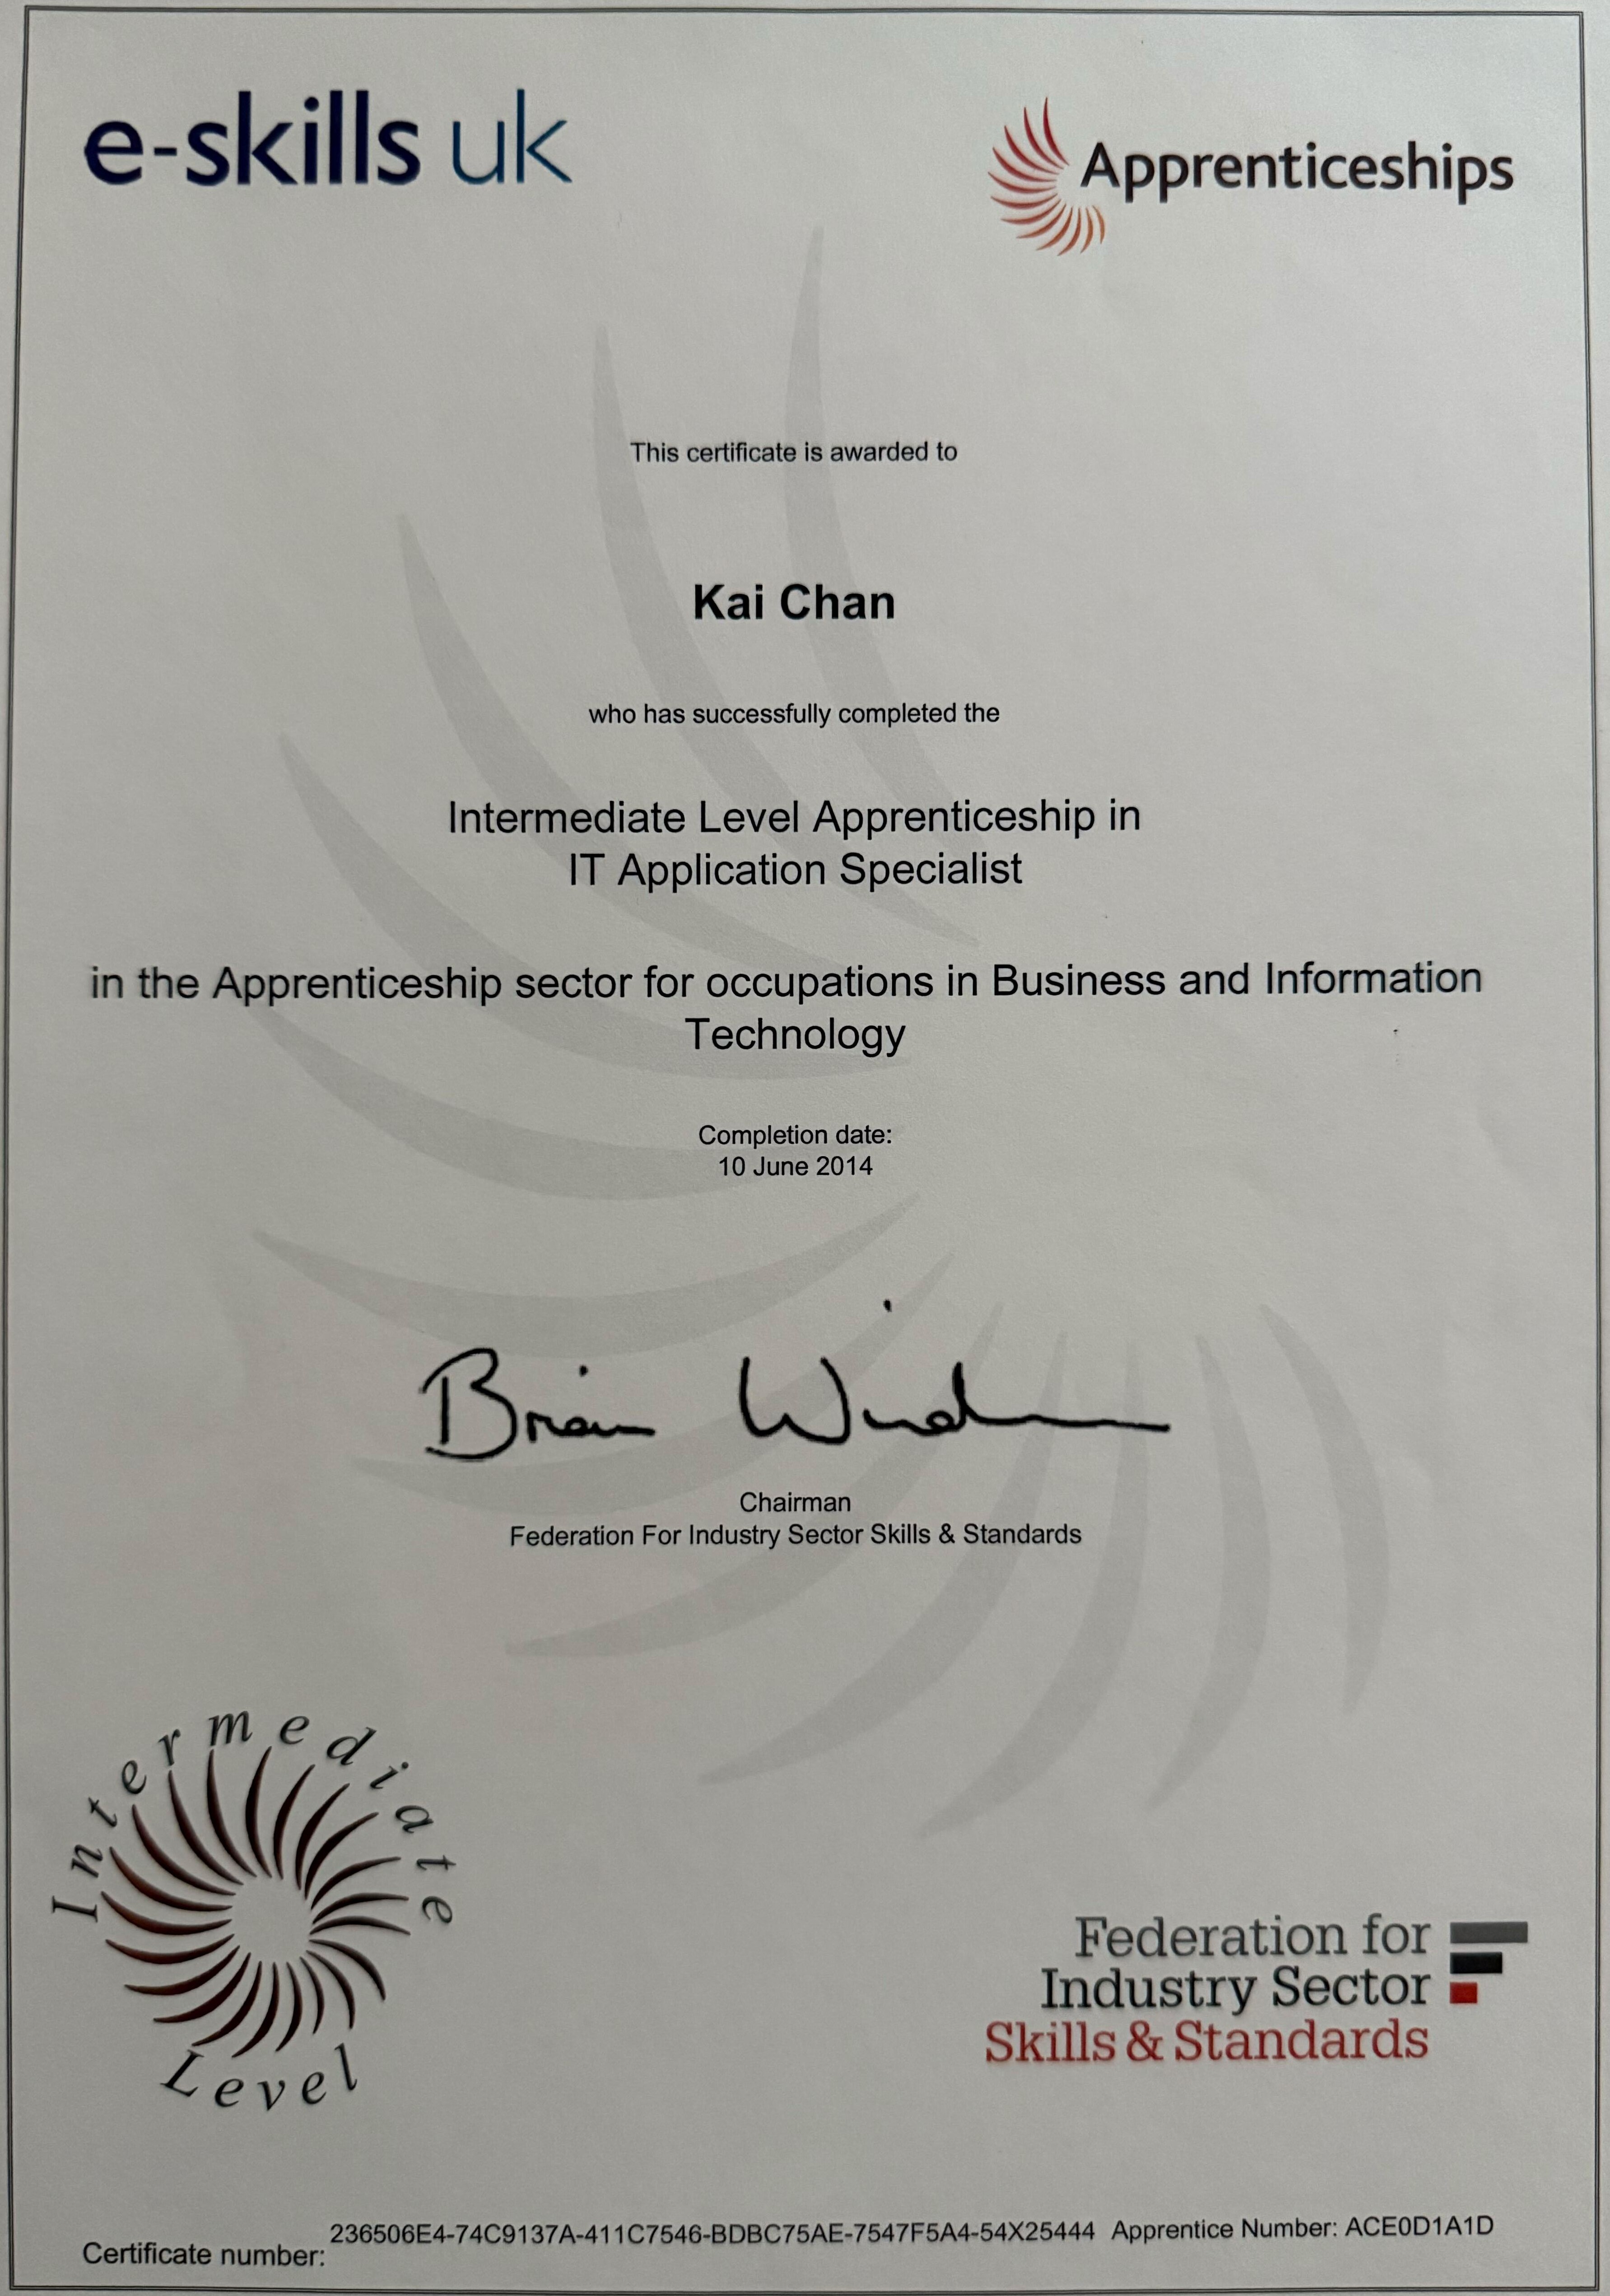 e-skills uk
Apprenticeships
This certificate is awarded to
Kai Chan
who has successfully completed the
Intermediate Level Apprenticeship in
IT Application Specialist
in the Apprenticeship sector for occupations in Business and Information
Technology
Completion date:
10 June 2014
Brian
Chairman
Federation For Industry Sector Skills & Standards
Intermediate
Level
Federation for
Industry Sector
Skills & Standards
Certificate number: 236506E4-74C9137A-411C7546-BDBC75AE-7547F5A4-54X25444 Apprentice Number: ACE0D1A1D